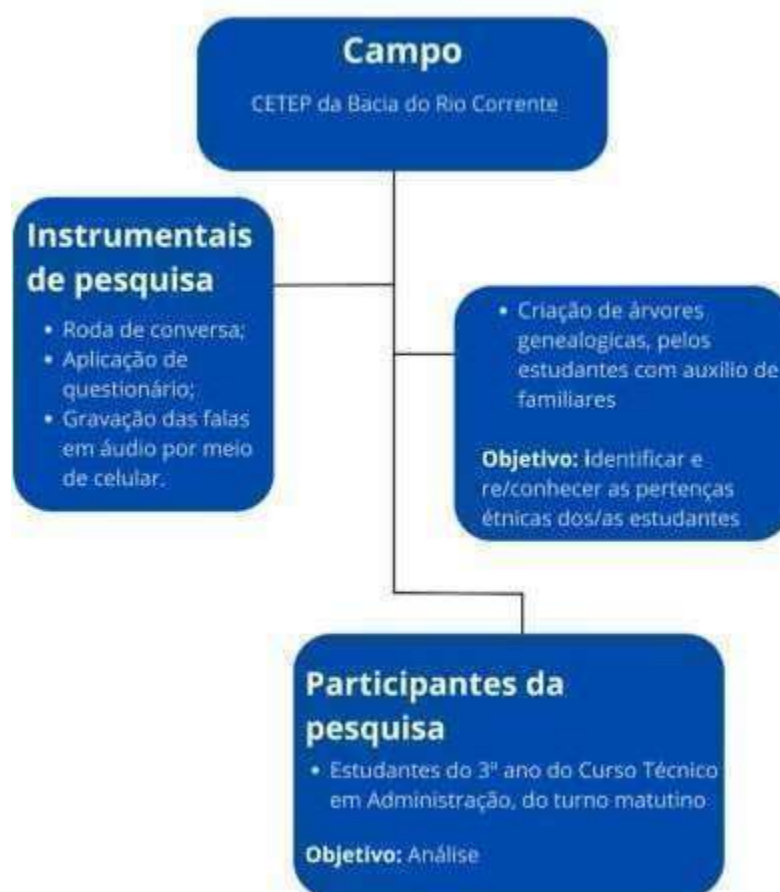 Campo
CETEP da Bacia do Rio Corrente
Instrumentais
de pesquisa
• Roda de conversa;
• Aplicação de
questionário;
• Gravação das falas
em áudio por meio
de celular.
• Criação de árvores
genealogicas, pelos
estudantes com auxílio de
familiares
Objetivo: identificar e
re/conhecer as pertenças
étnicas dos/as estudantes
Participantes da
pesquisa
• Estudantes do 3º ano do Curso Técnico
em Administração, do turno matutino
Objetivo: Análise